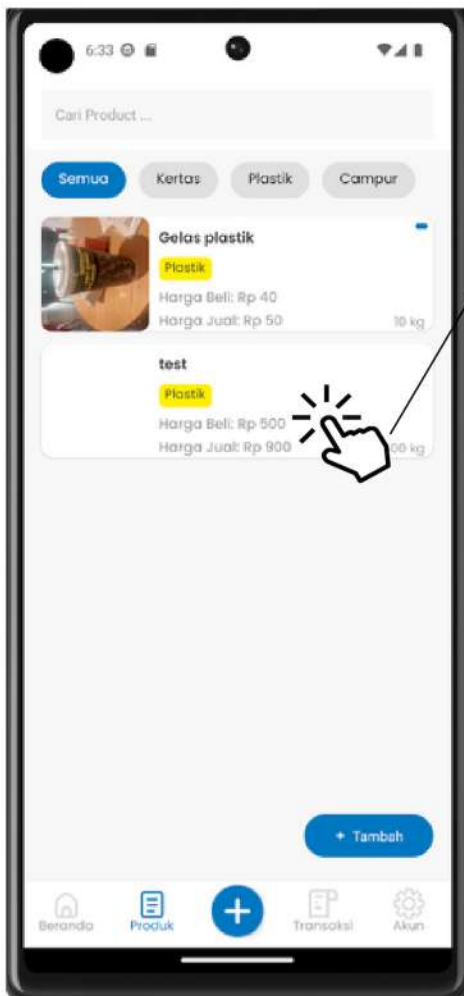 6:33
Cari Product ...
Semua Kertas Plastik Campur
Gelas plastik
Plastik
Harga Beli: Rp 40
Harga Jual: Rp 50 10 kg
test
Plastik
Harga Beli: Rp 500
Harga Jual: Rp 900 kg
+ Tambah
Beranda Produk Transaksi Akun